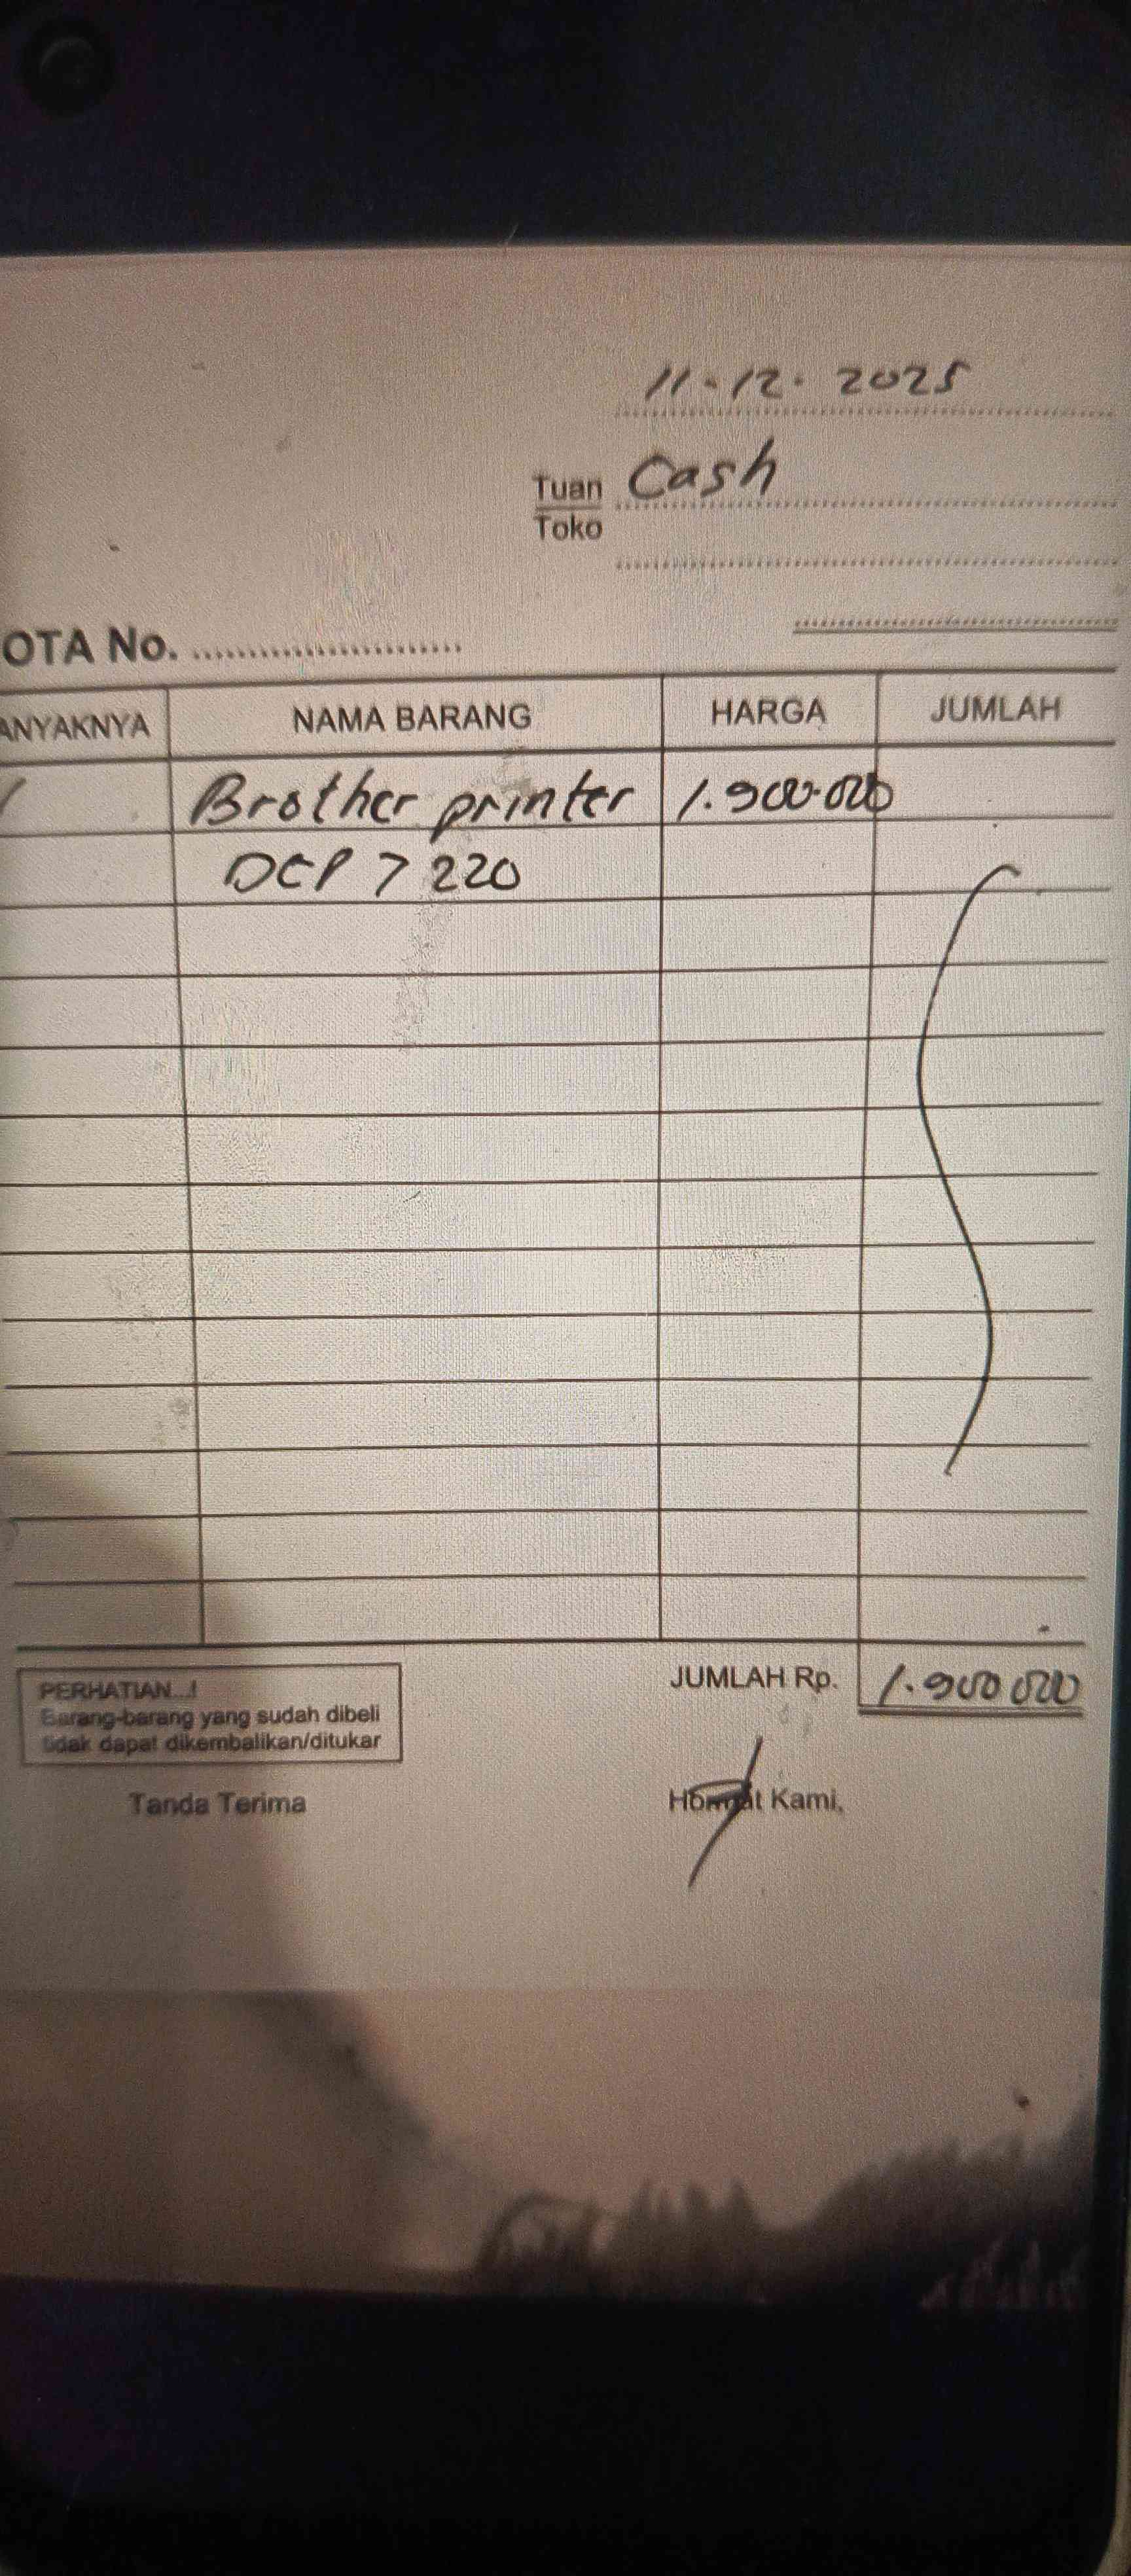 11.12.2025
Tuan Cash
Toko
OTA No. ........................
ANYAKNYA NAMA BARANG HARGA JUMLAH
1 Brother printer 1.900.000
DCP 7220
JUMLAH Rp. 1.900.000
PERHATIAN...!
Barang-barang yang sudah dibeli
tidak dapat dikembalikan/ditukar
Tanda Terima Hormat Kami,